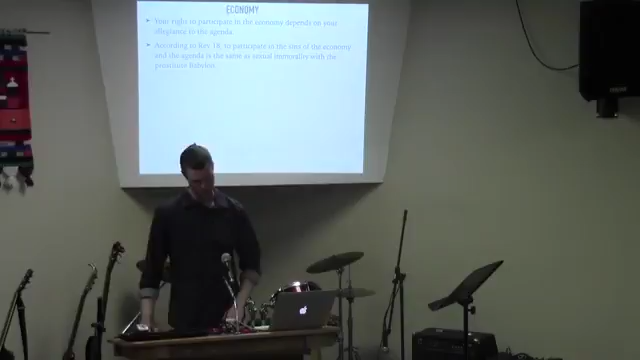 ECONOMY
Your right to participate in the economy depends on your
allegiance to the agenda.
According to Rev 18, to participate in the sins of the economy
and the agenda is the same as sexual immorality with the
prostitute Babylon.